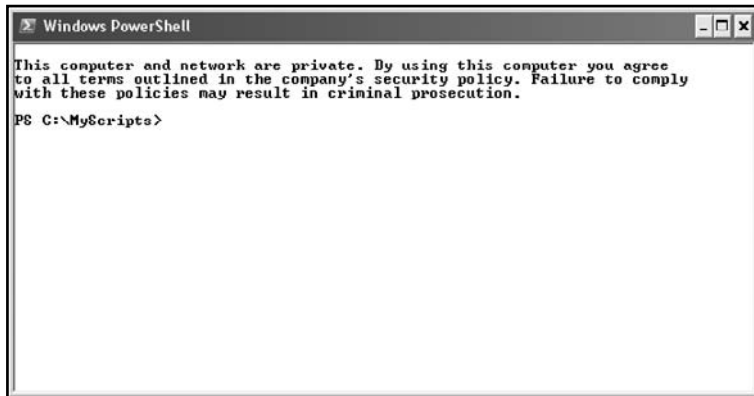 Windows PowerShell
This computer and network are private. By using this computer you agree
to all terms outlined in the company's security policy. Failure to comply
with these policies may result in criminal prosecution.
PS C:\MyScripts>